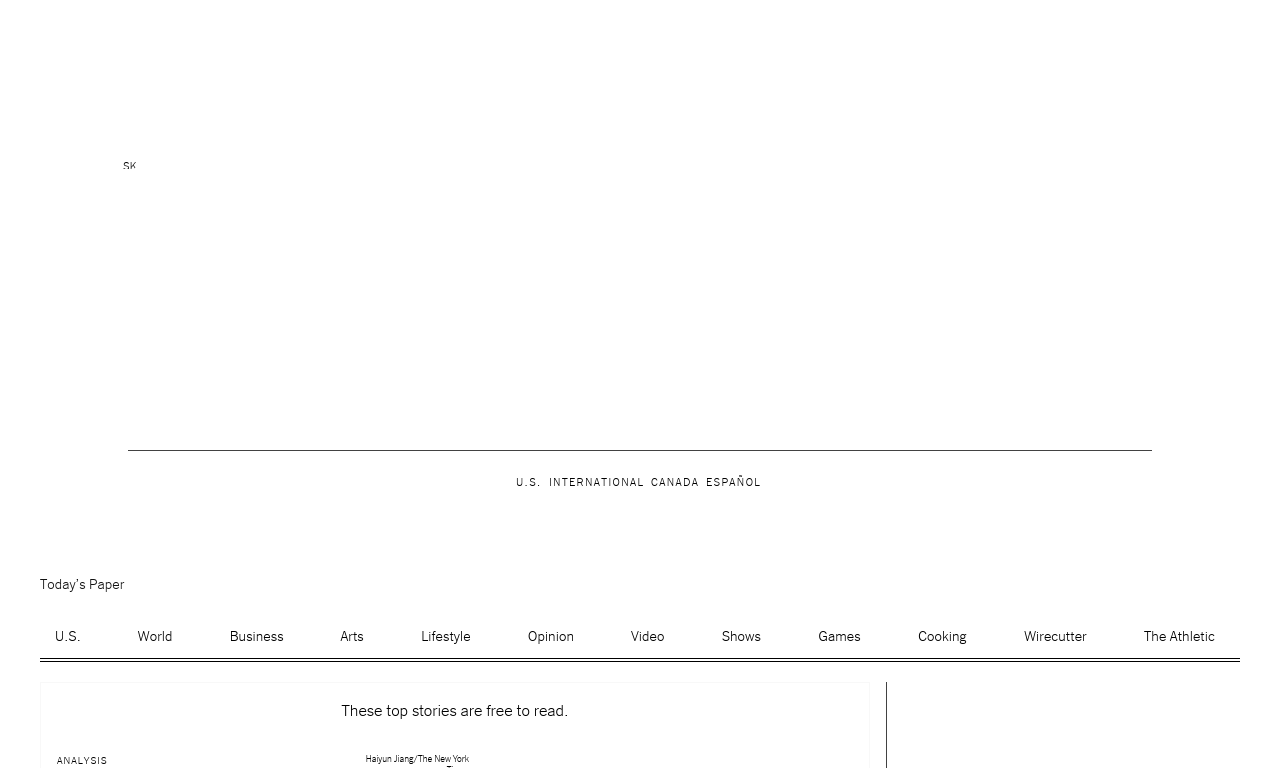 SK
U.S. INTERNATIONAL CANADA ESPAÑOL
Today's Paper
U.S. World Business Arts Lifestyle Opinion Video Shows Games Cooking Wirecutter The Athletic
These top stories are free to read.
ANALYSIS
Haiyun Jiang/The New York